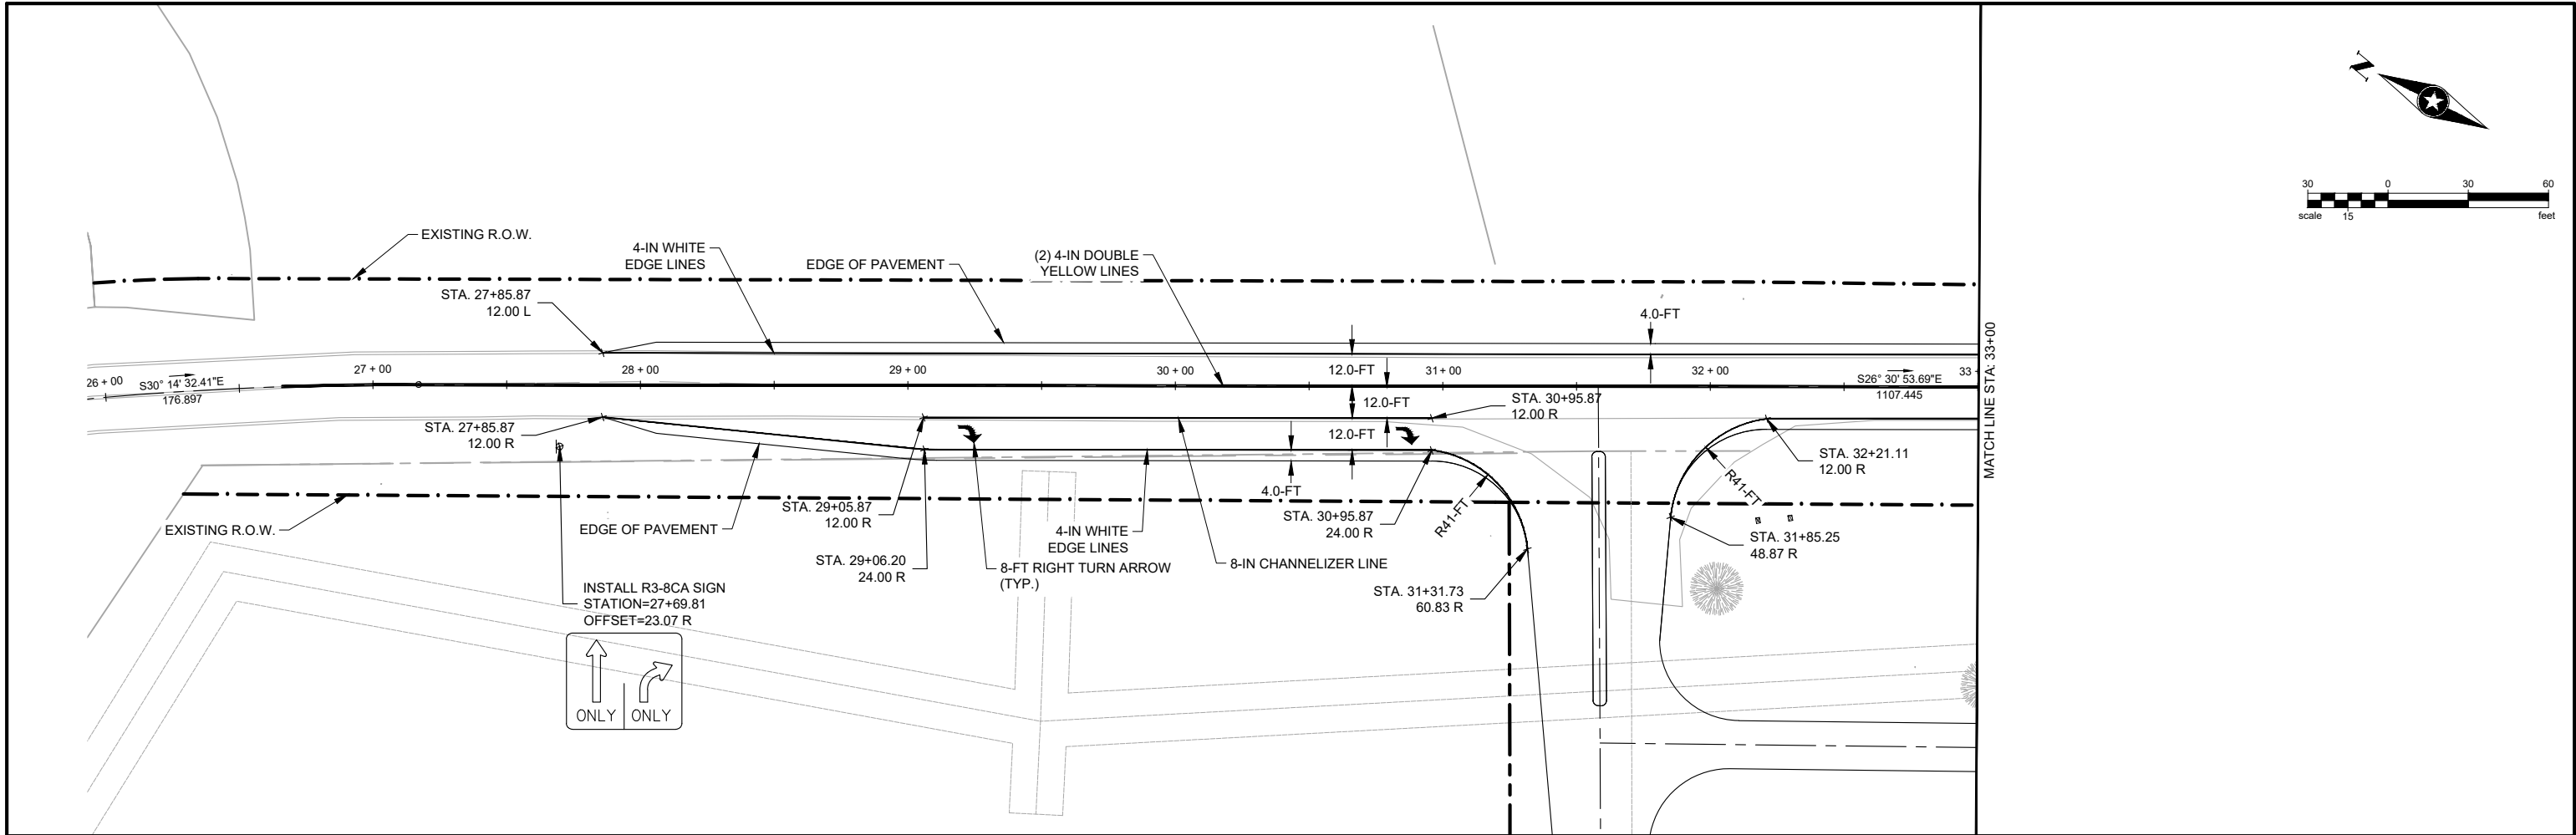 N
30 0 30 60
scale 15 feet
EXISTING R.O.W.
4-IN WHITE
EDGE LINES
EDGE OF PAVEMENT
(2) 4-IN DOUBLE
YELLOW LINES
STA. 27+85.87
12.00 L
4.0-FT
26 + 00
S30° 14' 32.41"E
176.897
27 + 00
28 + 00
29 + 00
30 + 00
12.0-FT
31 + 00
32 + 00
S26° 30' 53.69"E
1107.445
33 +
MATCH LINE STA: 33+00
12.0-FT
STA. 30+95.87
12.00 R
STA. 27+85.87
12.00 R
12.0-FT
STA. 32+21.11
12.00 R
4.0-FT
R41-FT
R41-FT
STA. 29+05.87
12.00 R
EXISTING R.O.W.
EDGE OF PAVEMENT
4-IN WHITE
EDGE LINES
STA. 30+95.87
24.00 R
STA. 31+85.25
48.87 R
STA. 29+06.20
24.00 R
8-FT RIGHT TURN ARROW
(TYP.)
8-IN CHANNELIZER LINE
STA. 31+31.73
60.83 R
INSTALL R3-8CA SIGN
STATION=27+69.81
OFFSET=23.07 R
ONLY ONLY